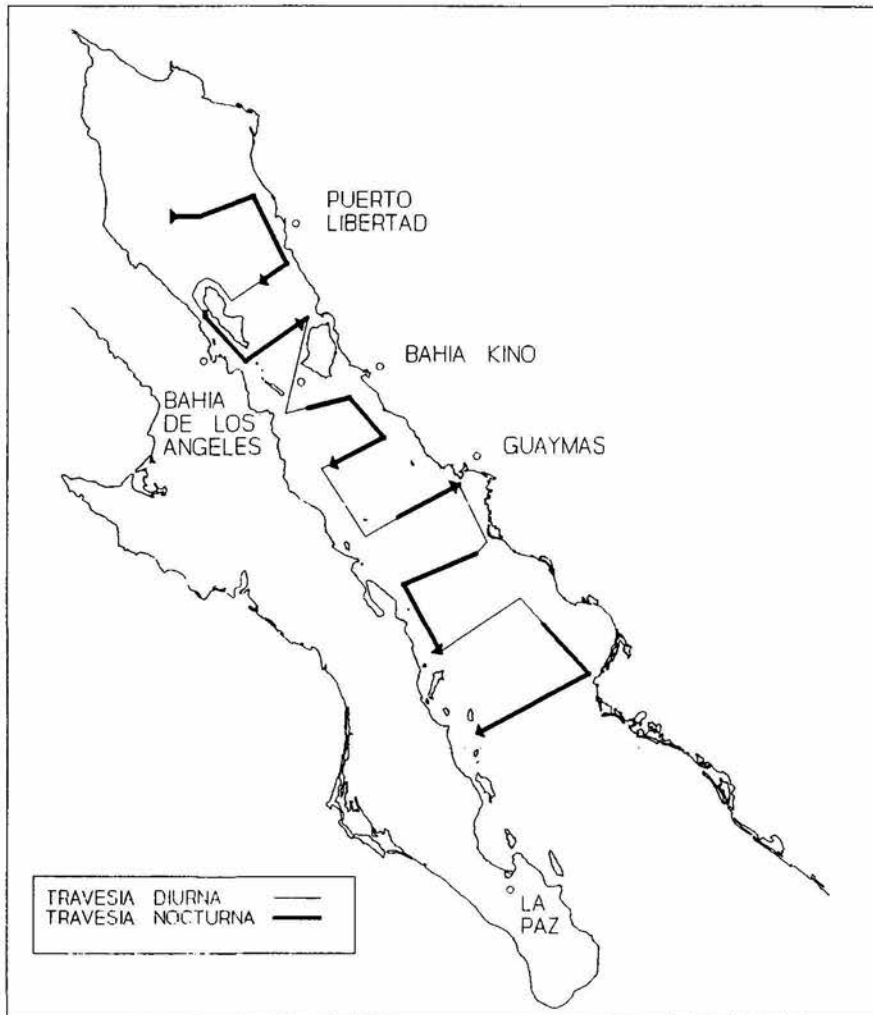 PUERTO
LIBERTAD
BAHIA KINO
BAHIA
DE LOS
ANGELES
GUAYMAS
TRAVESIA DIURNA
TRAVESIA NOCTURNA
LA
PAZ